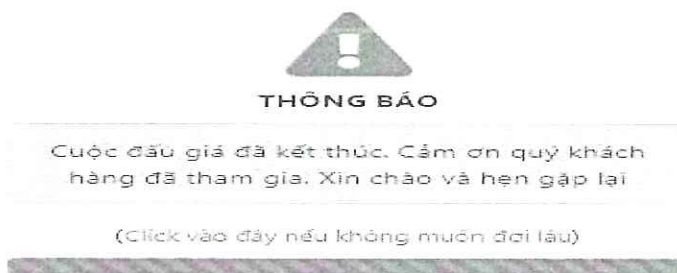 THÔNG BÁO
Cuộc đấu giá đã kết thúc. Cảm ơn quý khách
hàng đã tham gia. Xin chào và hẹn gặp lại
(Click vào đây nếu không muốn đợi lâu)